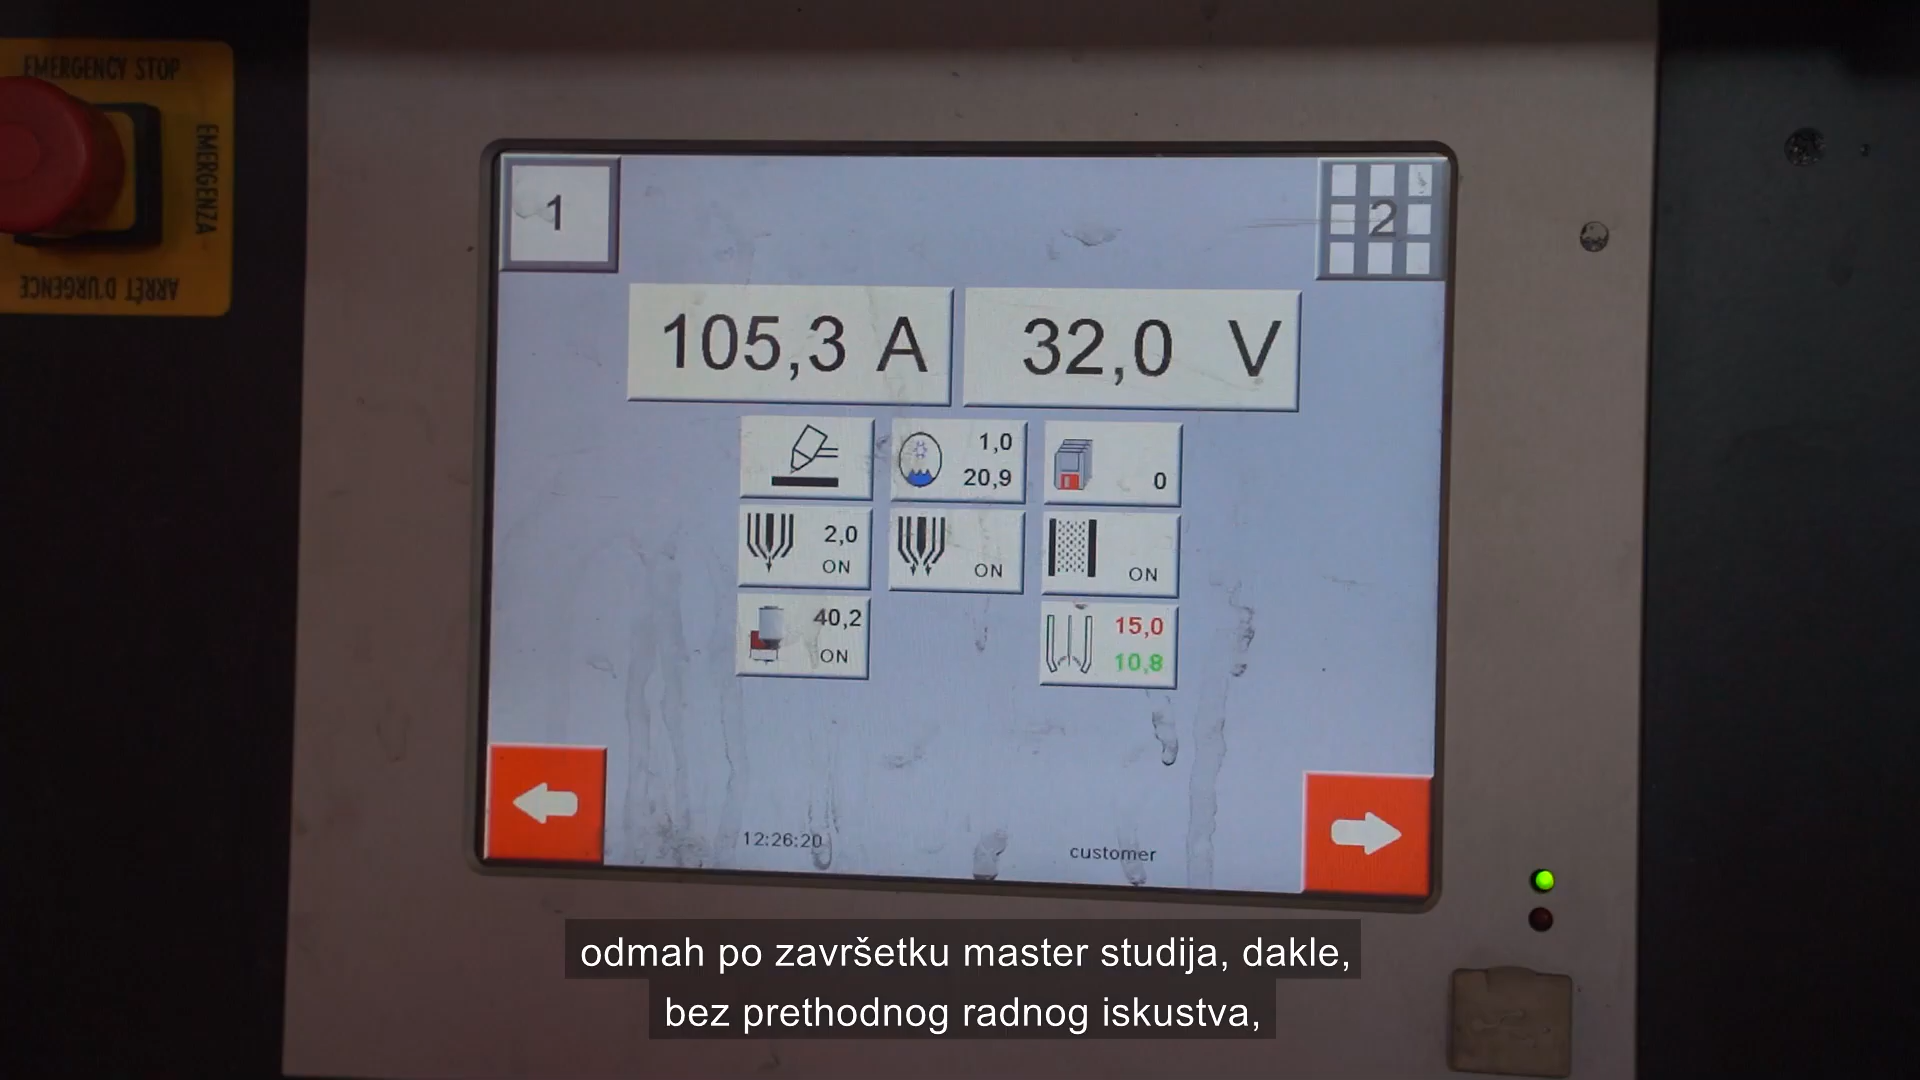 EMERGENCY STOP
EMERGENZA
ARRÊT D'URGENCE
1
2
105,3 A
32,0 V
1,0
20,9
0
2,0
ON
ON
ON
40,2
ON
15,0
10,8
12:26:20
customer
odmah po završetku master studija, dakle,
bez prethodnog radnog iskustva,